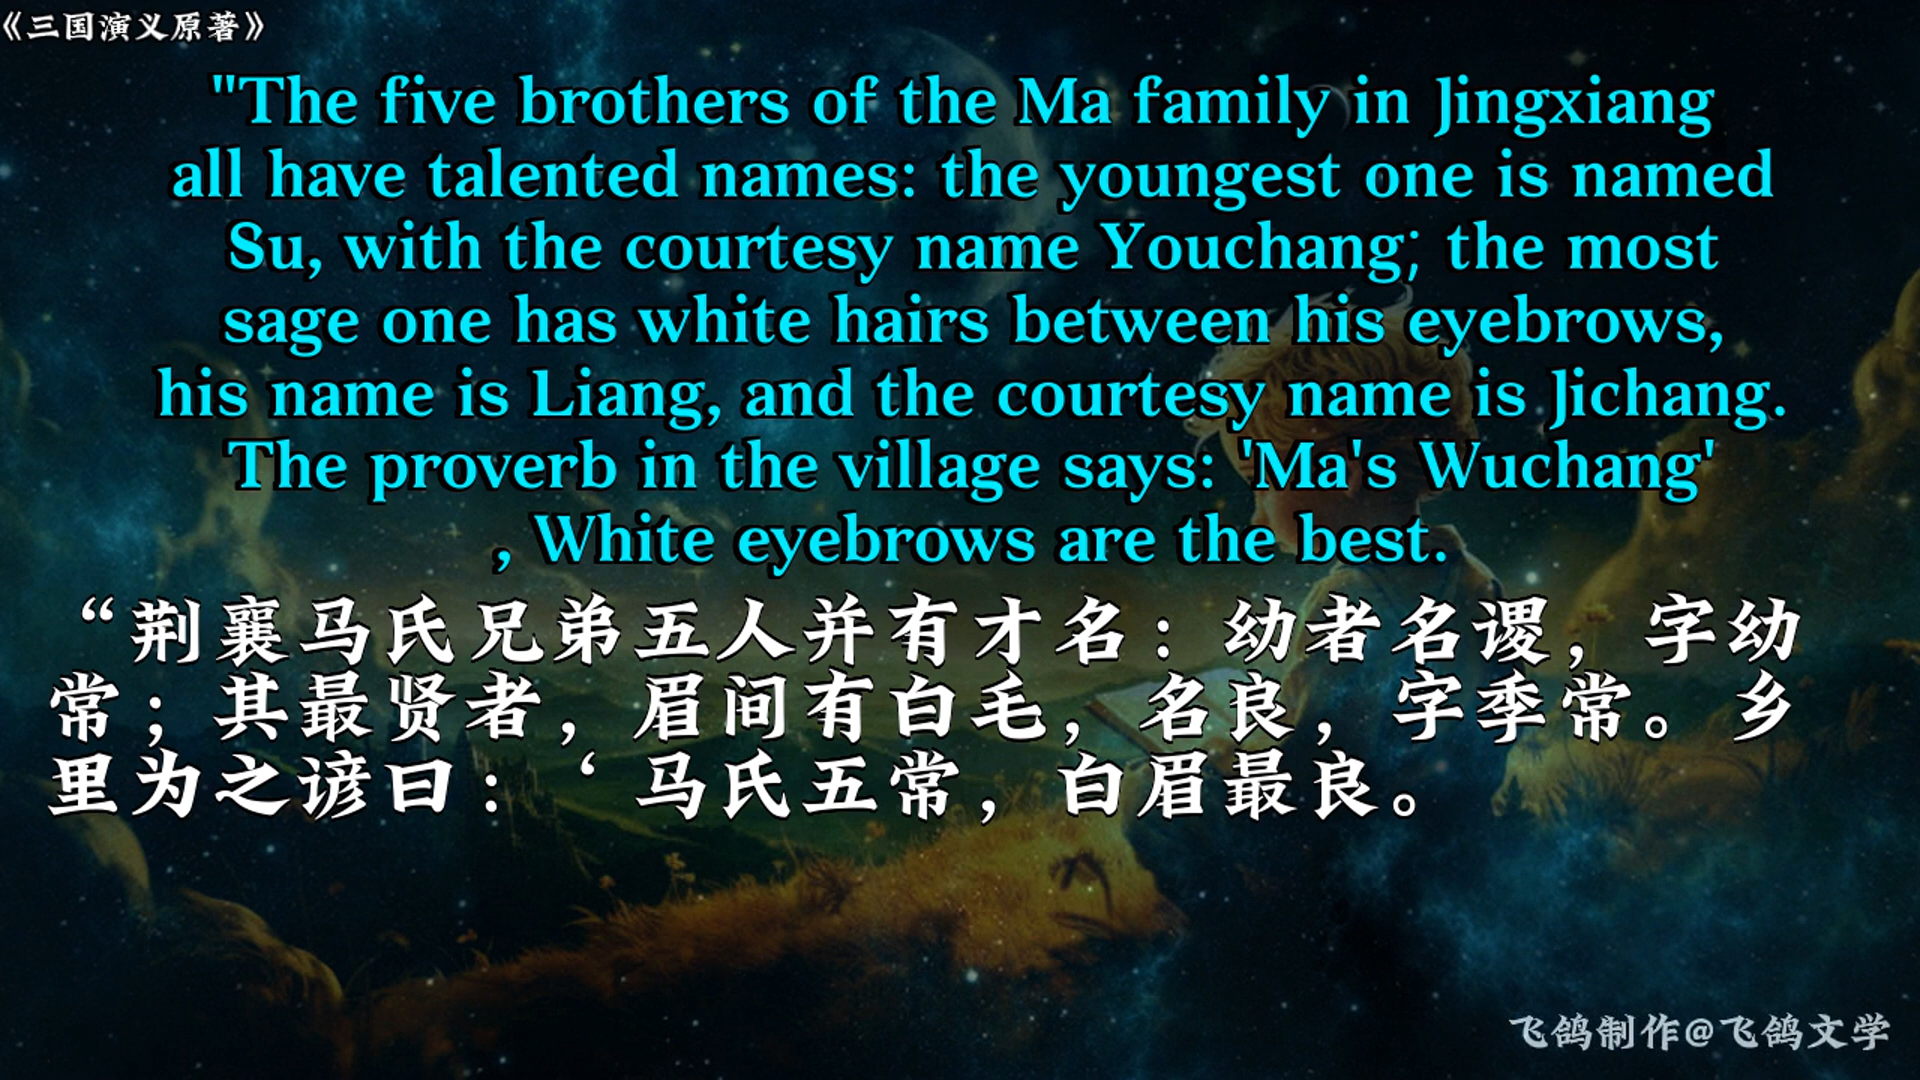 《三国演义原著》
"The five brothers of the Ma family in Jingxiang
all have talented names: the youngest one is named
Su, with the courtesy name Youchang; the most
sage one has white hairs between his eyebrows,
his name is Liang, and the courtesy name is Jichang.
The proverb in the village says: 'Ma's Wuchang'
, White eyebrows are the best.
“荆襄马氏兄弟五人并有才名：幼者名谡，字幼
常；其最贤者，眉间有白毛，名良，字季常。乡
里为之谚曰：‘马氏五常，白眉最良。
飞鸽制作@飞鸽文学